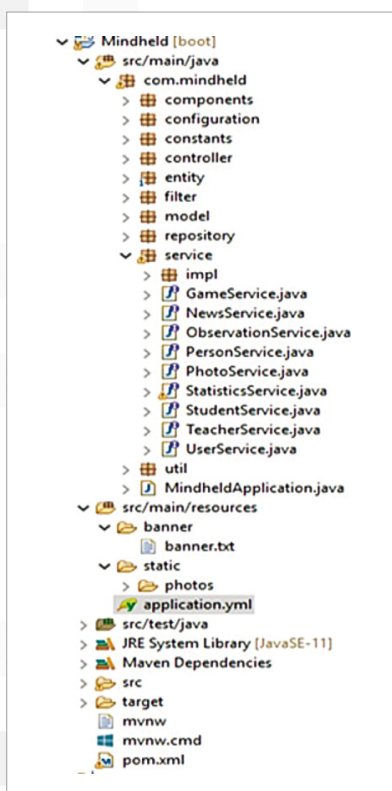 Mindheld [boot]
src/main/java
com.mindheld
components
configuration
constants
controller
entity
filter
model
repository
service
impl
GameService.java
NewsService.java
ObservationService.java
PersonService.java
PhotoService.java
StatisticsService.java
StudentService.java
TeacherService.java
UserService.java
util
MindheldApplication.java
src/main/resources
banner
banner.txt
static
photos
application.yml
src/test/java
JRE System Library [JavaSE-11]
Maven Dependencies
src
target
mvnw
mvnw.cmd
pom.xml